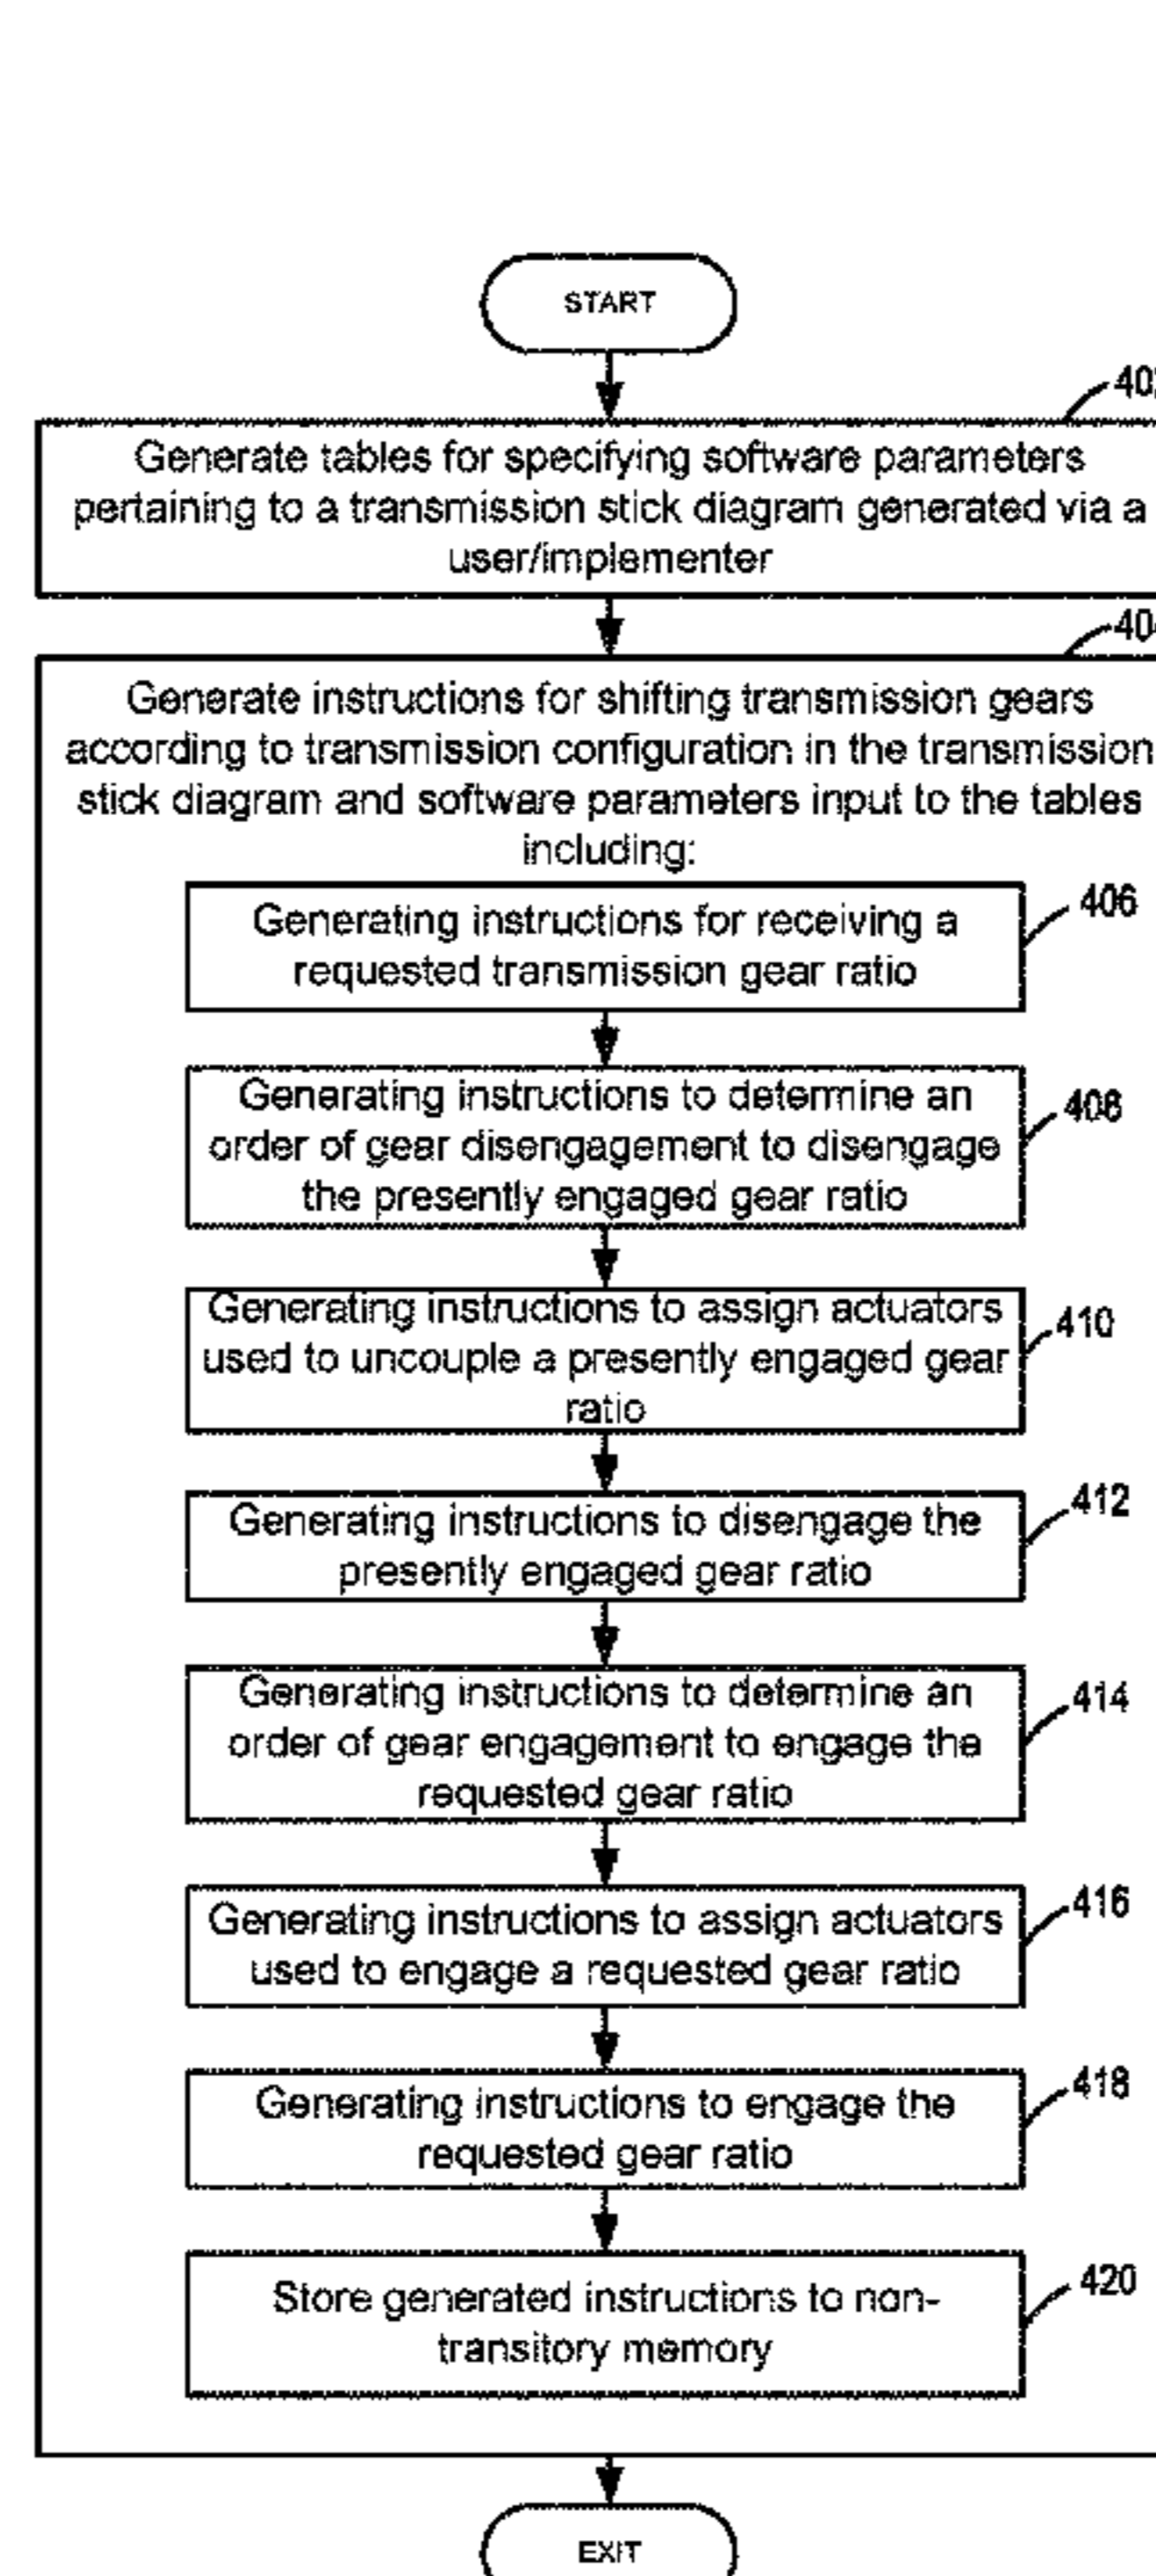 START
402
Generate tables for specifying software parameters
pertaining to a transmission stick diagram generated via a
user/implementer
40
Generate instructions for shifting transmission gears
according to transmission configuration in the transmission
stick diagram and software parameters input to the tables
including:
Generating instructions for receiving a
requested transmission gear ratio
406
Generating instructions to determine an
order of gear disengagement to disengage
the presently engaged gear ratio
408
Generating instructions to assign actuators
used to uncouple a presently engaged gear
ratio
410
Generating instructions to disengage the
presently engaged gear ratio
412
Generating instructions to determine an
order of gear engagement to engage the
requested gear ratio
414
Generating instructions to assign actuators
used to engage a requested gear ratio
416
Generating instructions to engage the
requested gear ratio
418
Store generated instructions to non-
transitory memory
420
EXIT